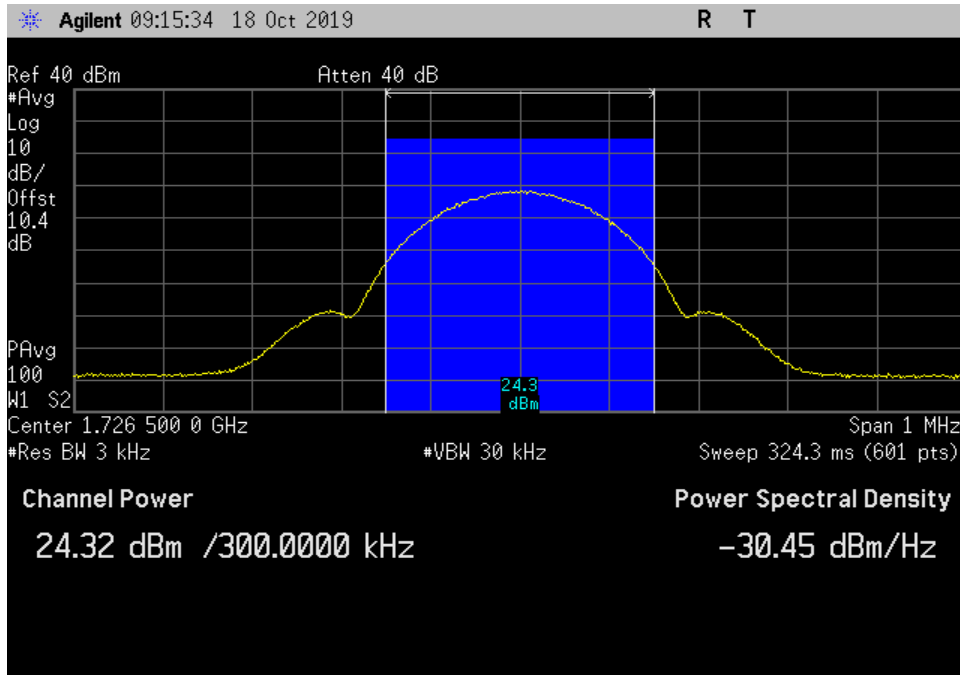 Agilent 09:15:34 18 Oct 2019 R T
Ref 40 dBm Atten 40 dB
#Avg
Log
10
dB/
Offst
10.4
dB
PAvg
100
W1 S2
24.3
dBm
Center 1.726 500 0 GHz Span 1 MHz
#Res BW 3 kHz #VBW 30 kHz Sweep 324.3 ms (601 pts)
Channel Power Power Spectral Density
24.32 dBm /300.0000 kHz -30.45 dBm/Hz